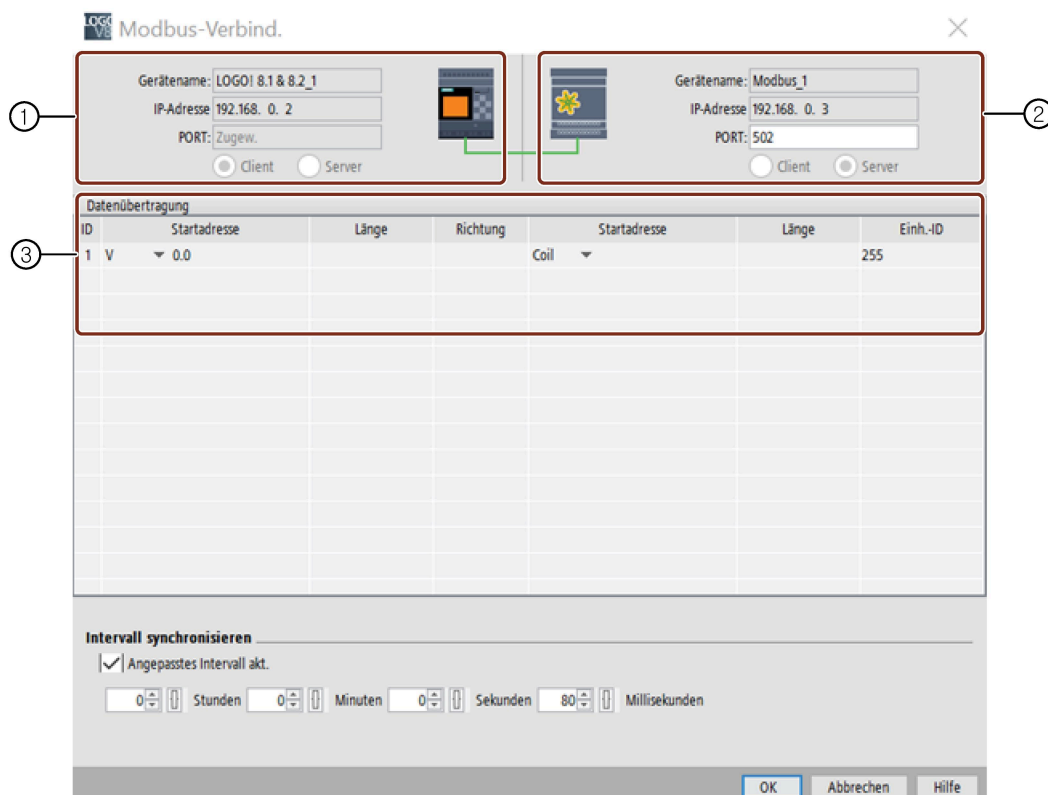 LOGO V8 Modbus-Verbind.
① Gerätename: LOGO! 8.1 & 8.2_1
IP-Adresse 192.168. 0. 2
PORT: Zugew.
Client Server
② Gerätename: Modbus_1
IP-Adresse 192.168. 0. 3
PORT: 502
Client Server
Datenübertragung
ID Startadresse Länge Richtung Startadresse Länge Einh.-ID
③ 1 V 0.0 Coil 255
Intervall synchronisieren
Angepasstes Intervall akt.
0 Stunden 0 Minuten 0 Sekunden 80 Millisekunden
OK Abbrechen Hilfe